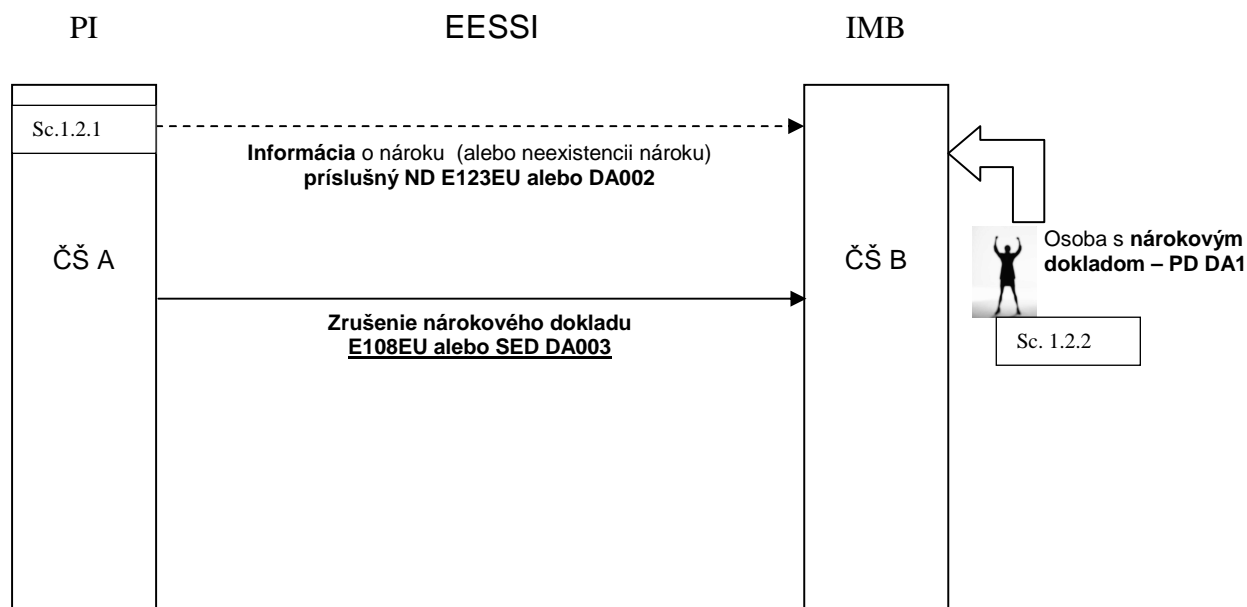 PI EESSI IMB
Sc.1.2.1
Informácia o nároku (alebo neexistencii nároku)
príslušný ND E123EU alebo DA002
ČŠ A
ČŠ B
Osoba s nárokovým
dokladom – PD DA1
Zrušenie nárokového dokladu
E108EU alebo SED DA003
Sc. 1.2.2